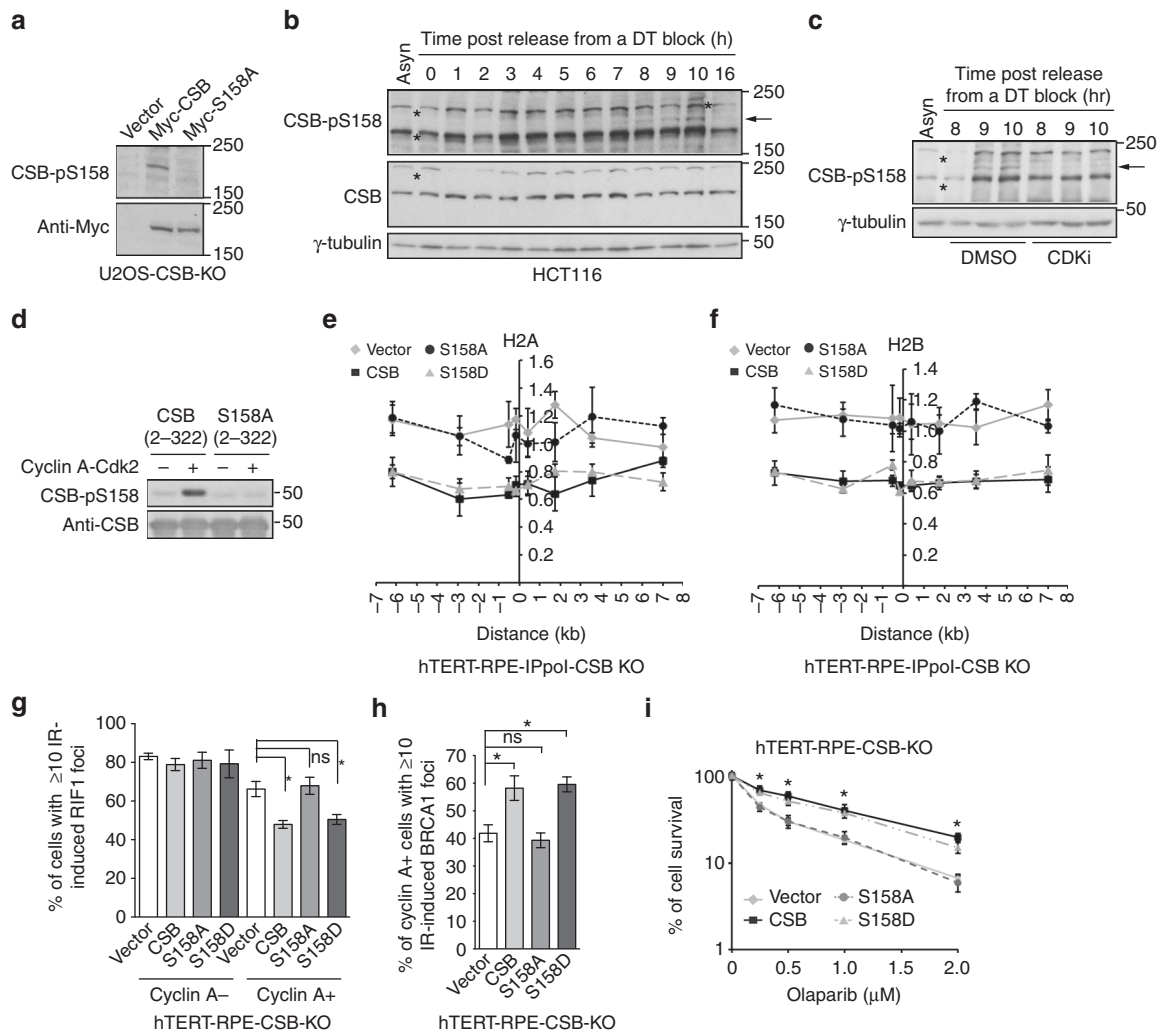 a
Vector
Myc-CSB
Myc-S158A
CSB-pS158
250
150
Anti-Myc
250
150
U2OS-CSB-KO
b
Time post release from a DT block (h)
Asyn 0 1 2 3 4 5 6 7 8 9 10 16
CSB-pS158
250
*
*
*
150
CSB
250
*
150
γ-tubulin
50
HCT116
c
Time post release
from a DT block (hr)
Asyn 8 9 10 8 9 10
CSB-pS158
250
*
*
150
γ-tubulin
50
DMSO CDKi
d
CSB S158A
(2–322) (2–322)
Cyclin A-Cdk2 – + – +
CSB-pS158
50
Anti-CSB
50
e
H2A
Vector S158A
CSB S158D
1.6
1.4
1.2
1.0
0.8
0.6
0.4
0.2
–7 –6 –5 –4 –3 –2 –1 0 1 2 3 4 5 6 7 8
Distance (kb)
hTERT-RPE-IPpol-CSB KO
f
H2B
Vector S158A
CSB S158D
1.4
1.2
1.0
0.8
0.6
0.4
0.2
–7 –6 –5 –4 –3 –2 –1 0 1 2 3 4 5 6 7 8
Distance (kb)
hTERT-RPE-IPpol-CSB KO
g
% of cells with ≥10 IR-
induced RIF1 foci
100
80
60
40
20
0
* ns *
Vector CSB S158A S158D Vector CSB S158A S158D
Cyclin A– Cyclin A+
hTERT-RPE-CSB-KO
h
% of cyclin A+ cells with ≥10
IR-induced BRCA1 foci
70
60
50
40
30
20
10
0
*
ns
*
Vector CSB S158A S158D
hTERT-RPE-CSB-KO
i
hTERT-RPE-CSB-KO
% of cell survival
100
10
1
* * * *
Vector S158A
CSB S158D
0 0.5 1.0 1.5 2.0
Olaparib (μM)